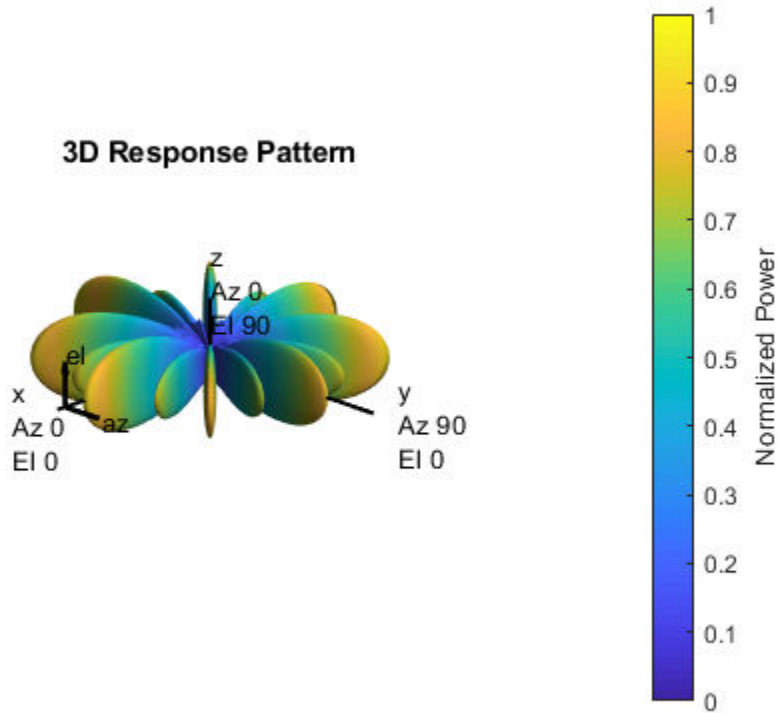 3D Response Pattern
z
Az 0
El 90
x
Az 0
El 0
el
az
y
Az 90
El 0
1
0.9
0.8
0.7
0.6
0.5
0.4
0.3
0.2
0.1
0
Normalized Power